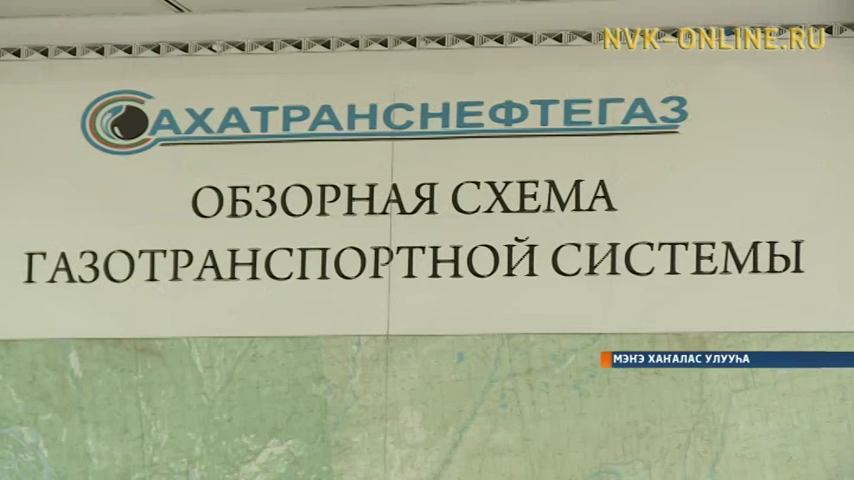 NVK-ONLINE.RU
САХАТРАНСНЕФТЕГАЗ
ОБЗОРНАЯ СХЕМА
ГАЗОТРАНСПОРТНОЙ СИСТЕМЫ
МЭҤЭ ХАҤАЛАС УЛУУҺА